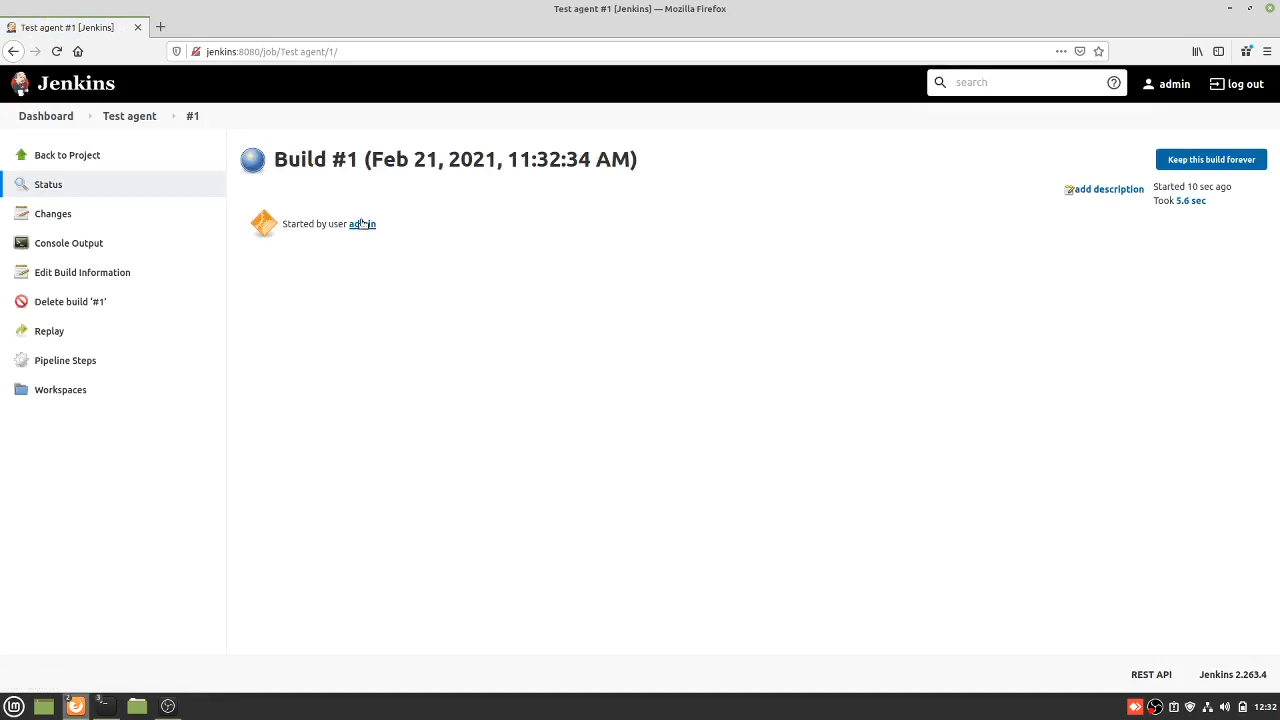 Test agent #1 [Jenkins] — Mozilla Firefox
Test agent #1 [Jenkins]
jenkins:8080/job/Test agent/1/
Jenkins
search
admin
log out
Dashboard
Test agent
#1
Back to Project
Status
Changes
Console Output
Edit Build Information
Delete build ‘#1’
Replay
Pipeline Steps
Workspaces
Build #1 (Feb 21, 2021, 11:32:34 AM)
Keep this build forever
add description
Started 10 sec ago
Took 5.6 sec
Started by user admin
REST API
Jenkins 2.263.4
2
3
12:32